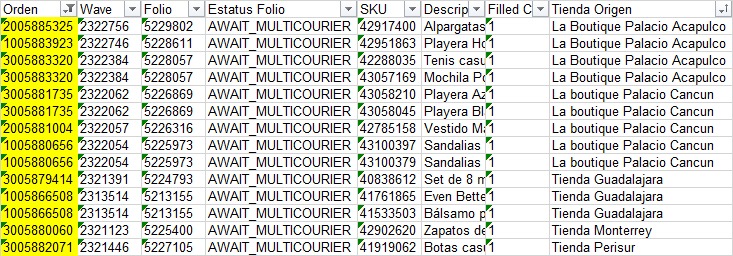 Orden Wave Folio Estatus Folio SKU Descrip Filled C Tienda Origen
2005885325 2322756 5229802 AWAIT_MULTICOURIER 42917400 Alpargatas 1 La Boutique Palacio Acapulco
1005883923 2322746 5228611 AWAIT_MULTICOURIER 42951863 Playera Ho 1 La Boutique Palacio Acapulco
3005883320 2322384 5228057 AWAIT_MULTICOURIER 42288035 Tenis casu 1 La Boutique Palacio Acapulco
3005883320 2322384 5228057 AWAIT_MULTICOURIER 43057169 Mochila Po 1 La Boutique Palacio Acapulco
3005881735 2322062 5226869 AWAIT_MULTICOURIER 43058210 Playera Az 1 La boutique Palacio Cancun
3005881735 2322062 5226869 AWAIT_MULTICOURIER 43058045 Playera Bl 1 La boutique Palacio Cancun
2005881004 2322057 5226316 AWAIT_MULTICOURIER 42785158 Vestido Ma 1 La boutique Palacio Cancun
1005880656 2322054 5225973 AWAIT_MULTICOURIER 43100397 Sandalias 1 La boutique Palacio Cancun
1005880656 2322054 5225973 AWAIT_MULTICOURIER 43100379 Sandalias 1 La boutique Palacio Cancun
3005879414 2321391 5224793 AWAIT_MULTICOURIER 40838612 Set de 8 m 1 Tienda Guadalajara
1005866508 2313514 5213155 AWAIT_MULTICOURIER 41761865 Even Bette 1 Tienda Guadalajara
1005866508 2313514 5213155 AWAIT_MULTICOURIER 41533503 Bálsamo p 1 Tienda Guadalajara
3005880060 2321123 5225400 AWAIT_MULTICOURIER 42902620 Zapatos de 1 Tienda Monterrey
3005882071 2321446 5227105 AWAIT_MULTICOURIER 41919062 Botas casu 1 Tienda Perisur